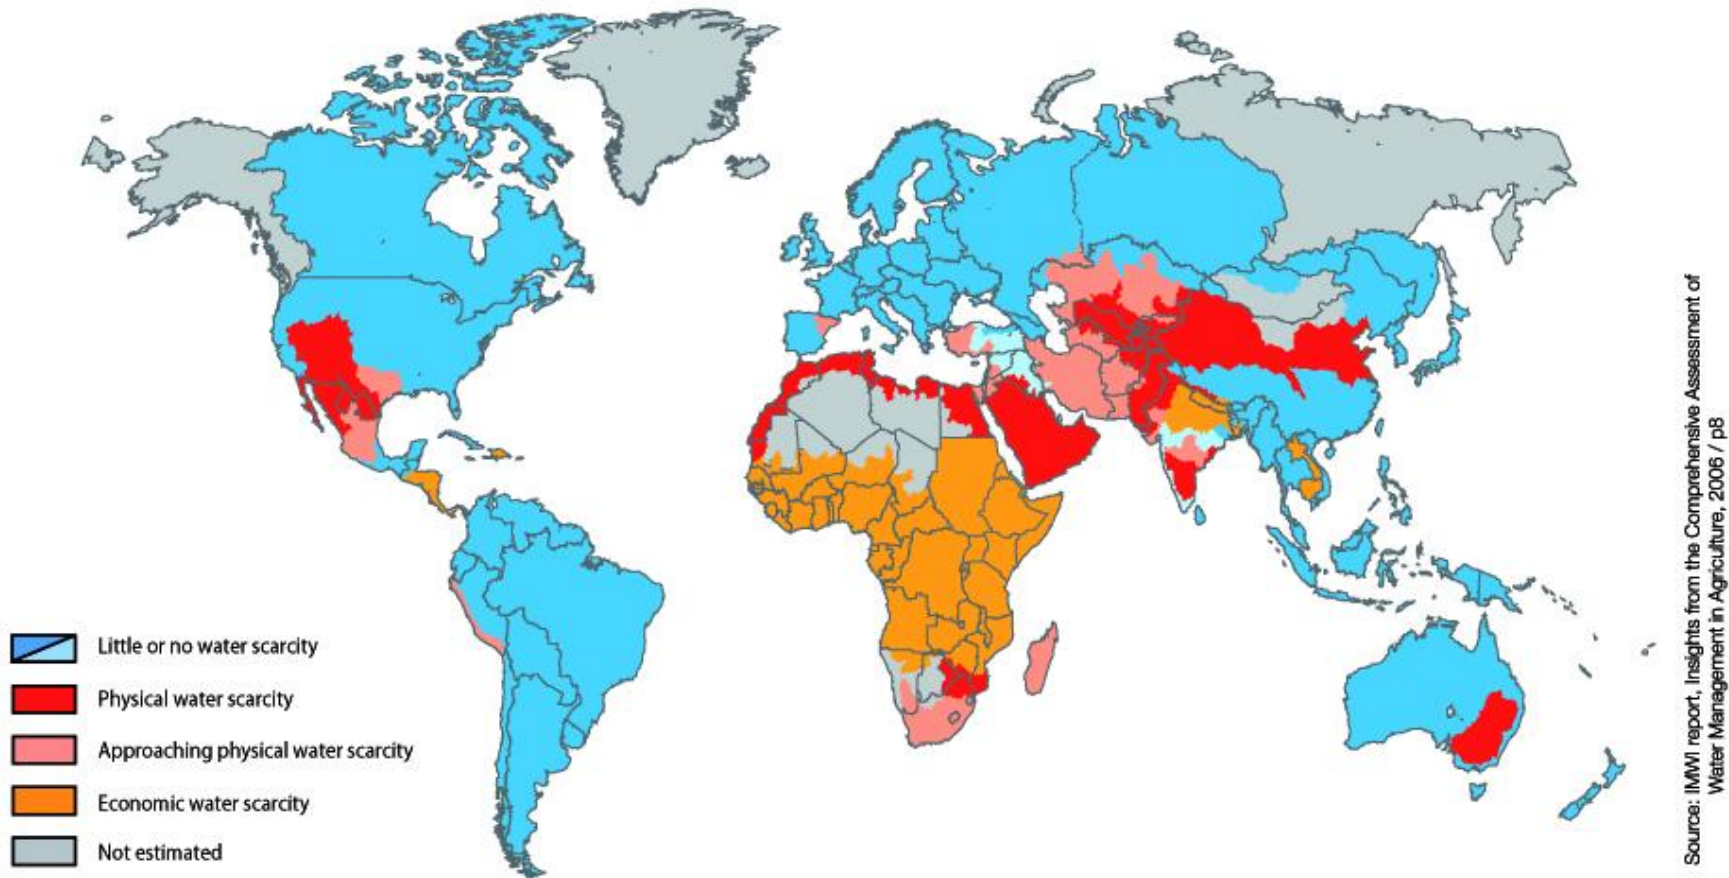 Little or no water scarcity
Physical water scarcity
Approaching physical water scarcity
Economic water scarcity
Not estimated
Source: IMWI report, Insights from the Comprehensive Assessment of
Water Management in Agriculture, 2006 / p8